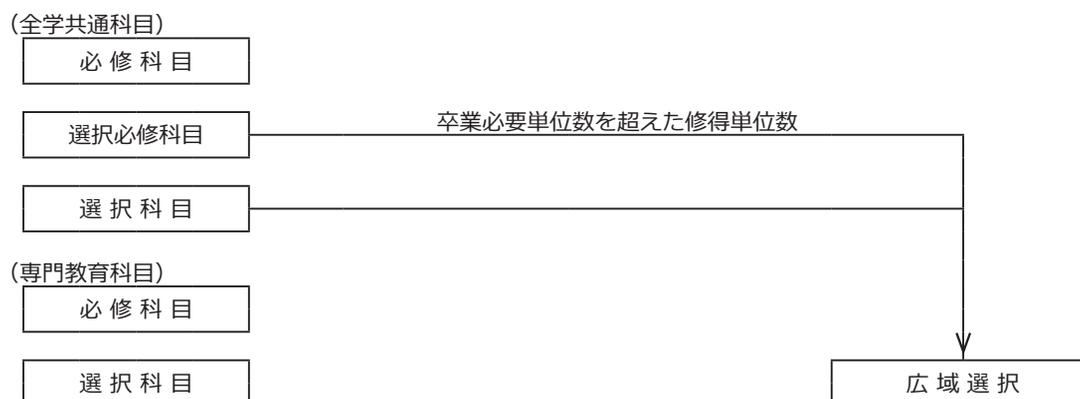 （全学共通科目）
必 修 科 目
選択必修科目
卒業必要単位数を超えた修得単位数
選 択 科 目
（専門教育科目）
必 修 科 目
選 択 科 目
広 域 選 択